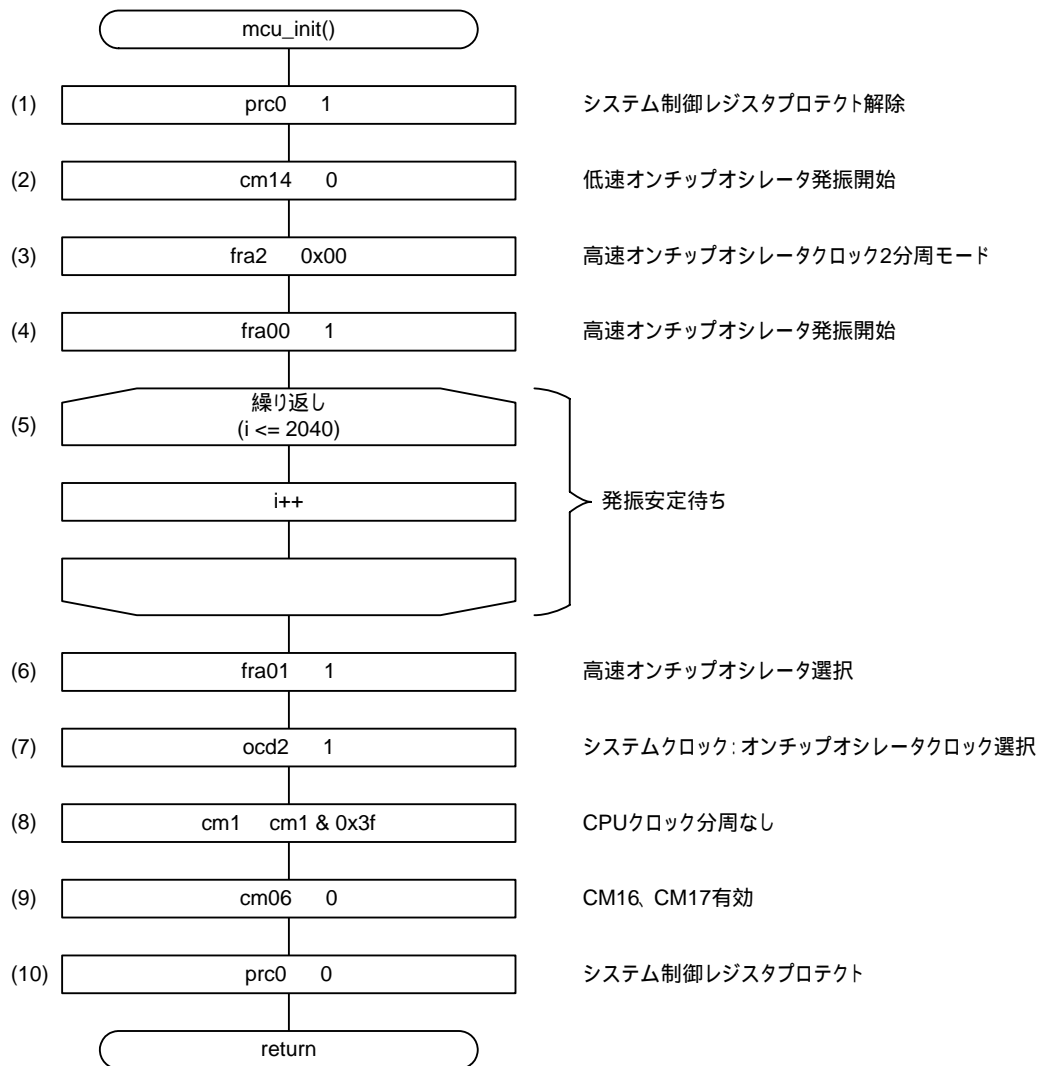 mcu_init()
(1) prc0 1 システム制御レジスタプロテクト解除
(2) cm14 0 低速オンチップオシレータ発振開始
(3) fra2 0x00 高速オンチップオシレータクロック2分周モード
(4) fra00 1 高速オンチップオシレータ発振開始
(5) 繰り返し
(i <= 2040)
i++ 発振安定待ち
(6) fra01 1 高速オンチップオシレータ選択
(7) ocd2 1 システムクロック：オンチップオシレータクロック選択
(8) cm1 cm1 & 0x3f CPUクロック分周なし
(9) cm06 0 CM16、CM17有効
(10) prc0 0 システム制御レジスタプロテクト
return